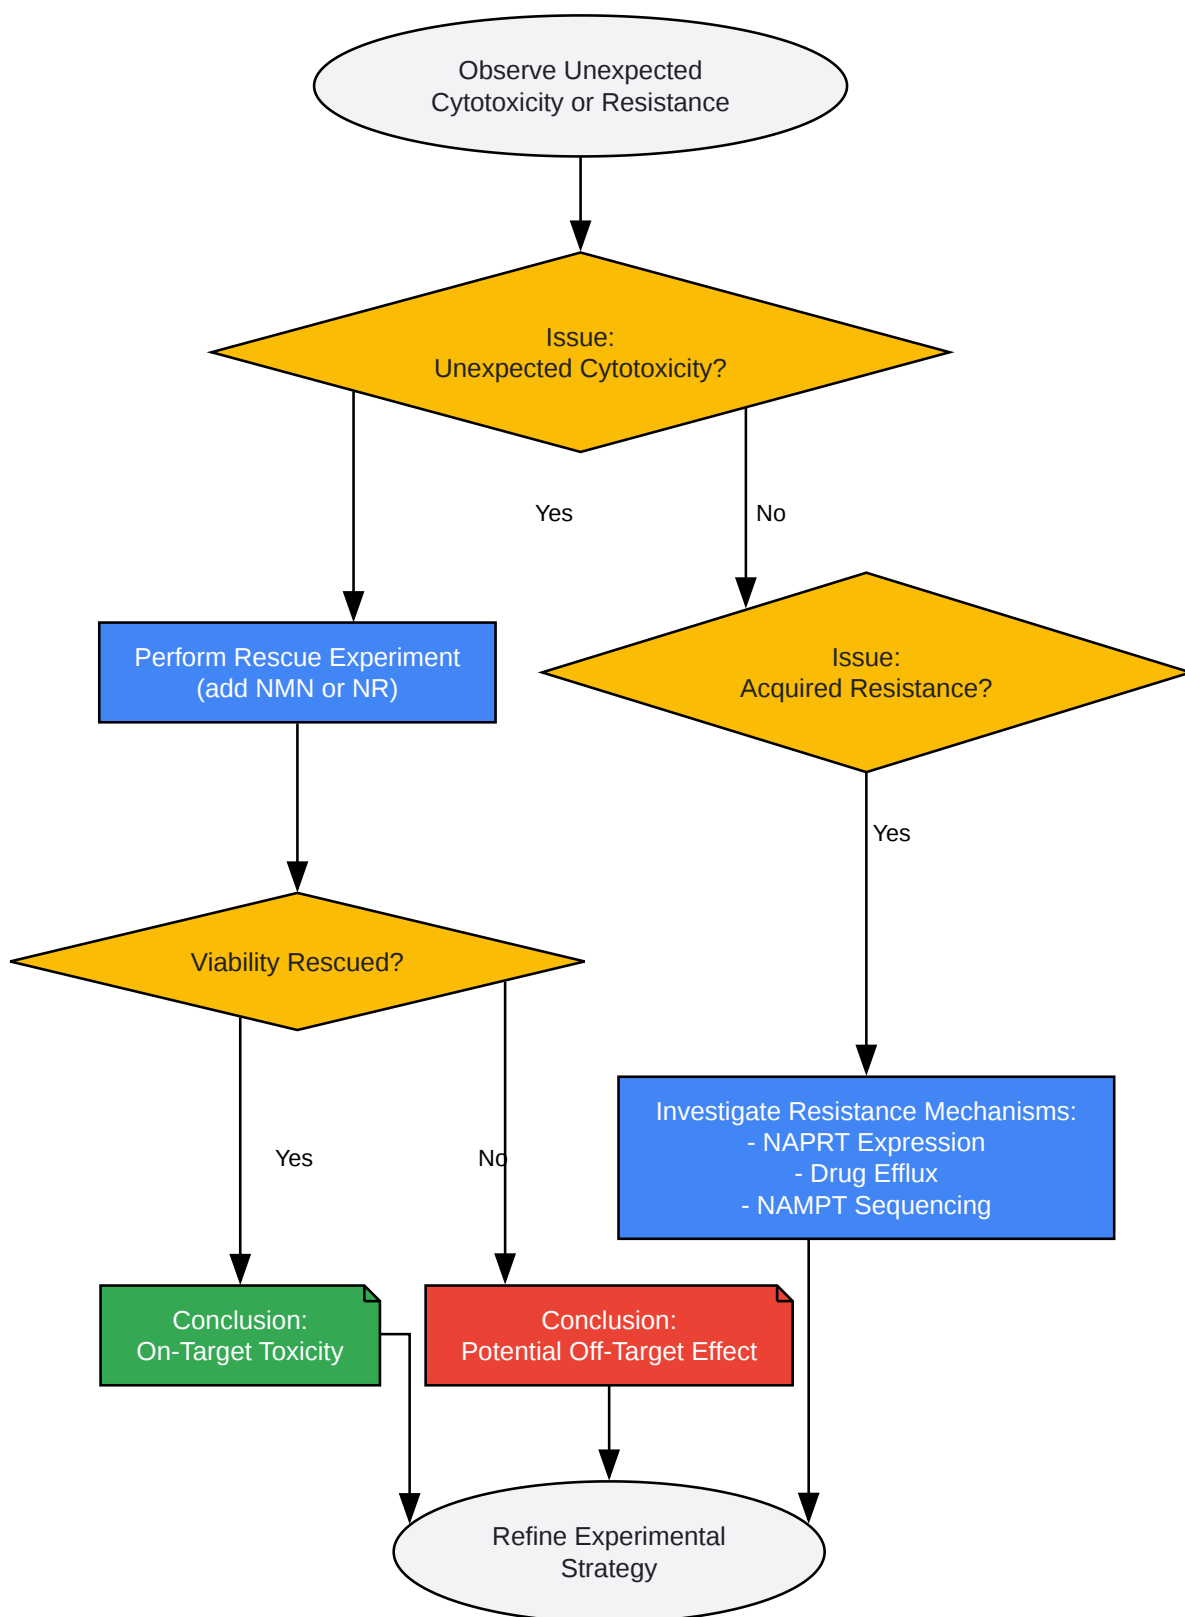 Observe Unexpected
Cytotoxicity or Resistance
Issue:
Unexpected Cytotoxicity?
Yes
No
Perform Rescue Experiment
(add NMN or NR)
Issue:
Acquired Resistance?
Yes
Viability Rescued?
Yes
No
Investigate Resistance Mechanisms:
- NAPRT Expression
- Drug Efflux
- NAMPT Sequencing
Conclusion:
On-Target Toxicity
Conclusion:
Potential Off-Target Effect
Refine Experimental
Strategy